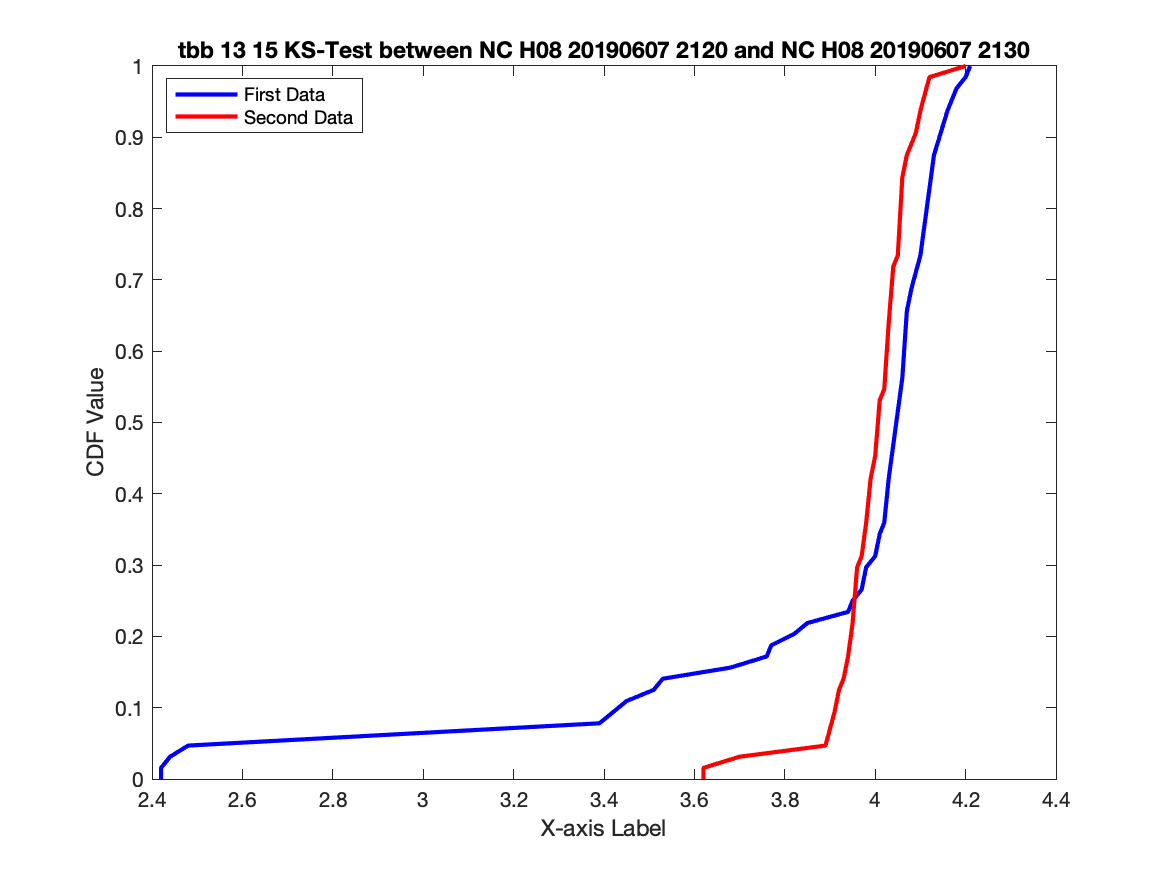 tbb 13 15 KS-Test between NC H08 20190607 2120 and NC H08 20190607 2130
First Data
Second Data
1
0.9
0.8
0.7
0.6
0.5
0.4
0.3
0.2
0.1
0
CDF Value
2.4 2.6 2.8 3 3.2 3.4 3.6 3.8 4 4.2 4.4
X-axis Label